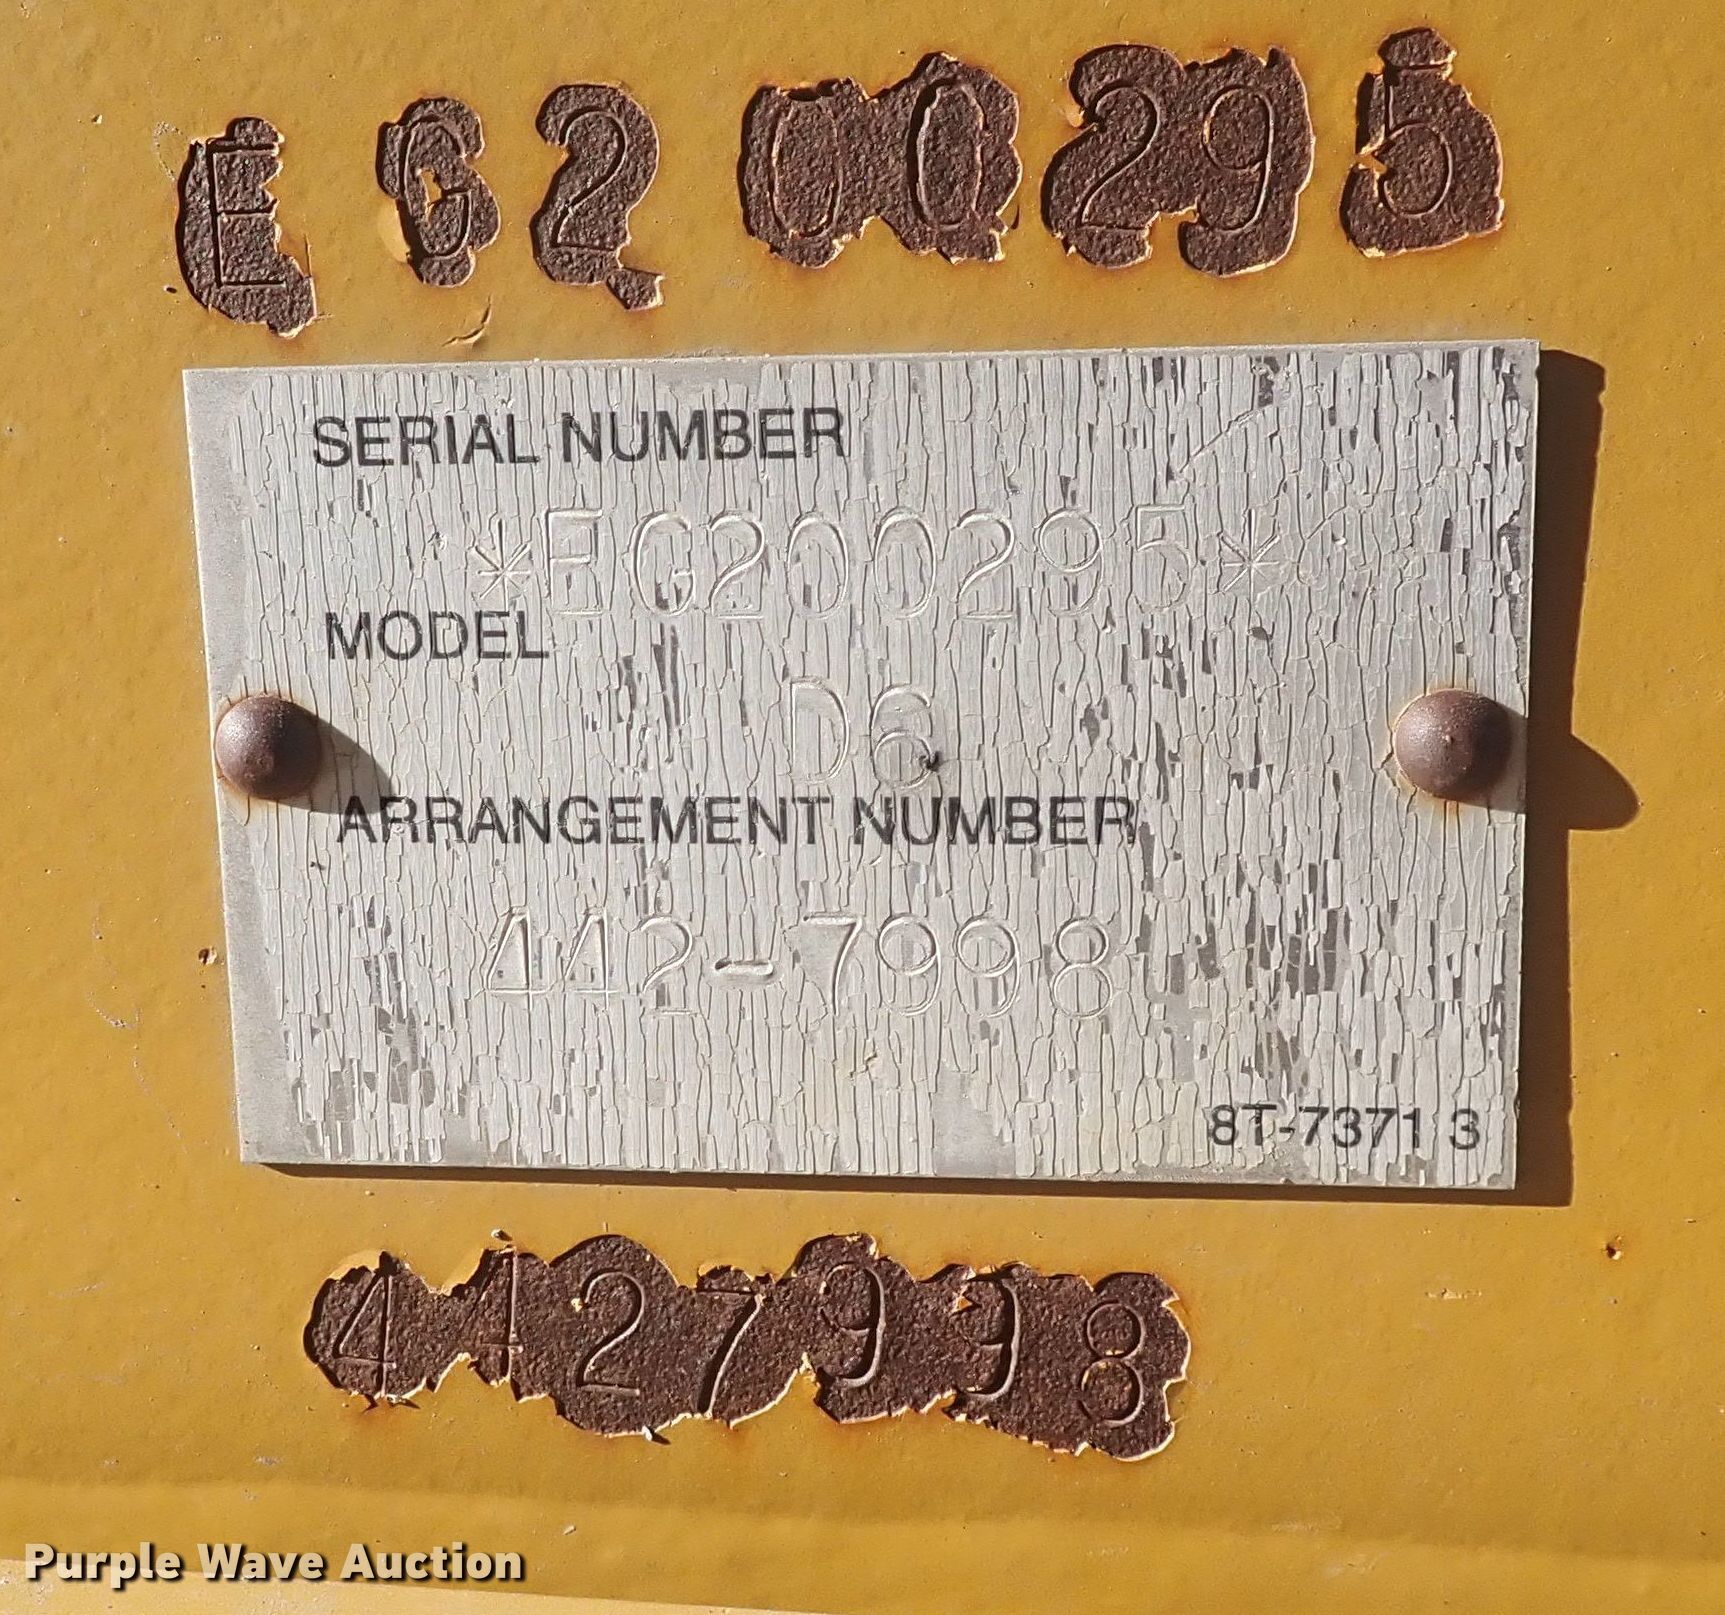 EG200295
SERIAL NUMBER
*EG200295*
MODEL
D6
ARRANGEMENT NUMBER
442-7998
8T-7371 3
4427998
Purple Wave Auction